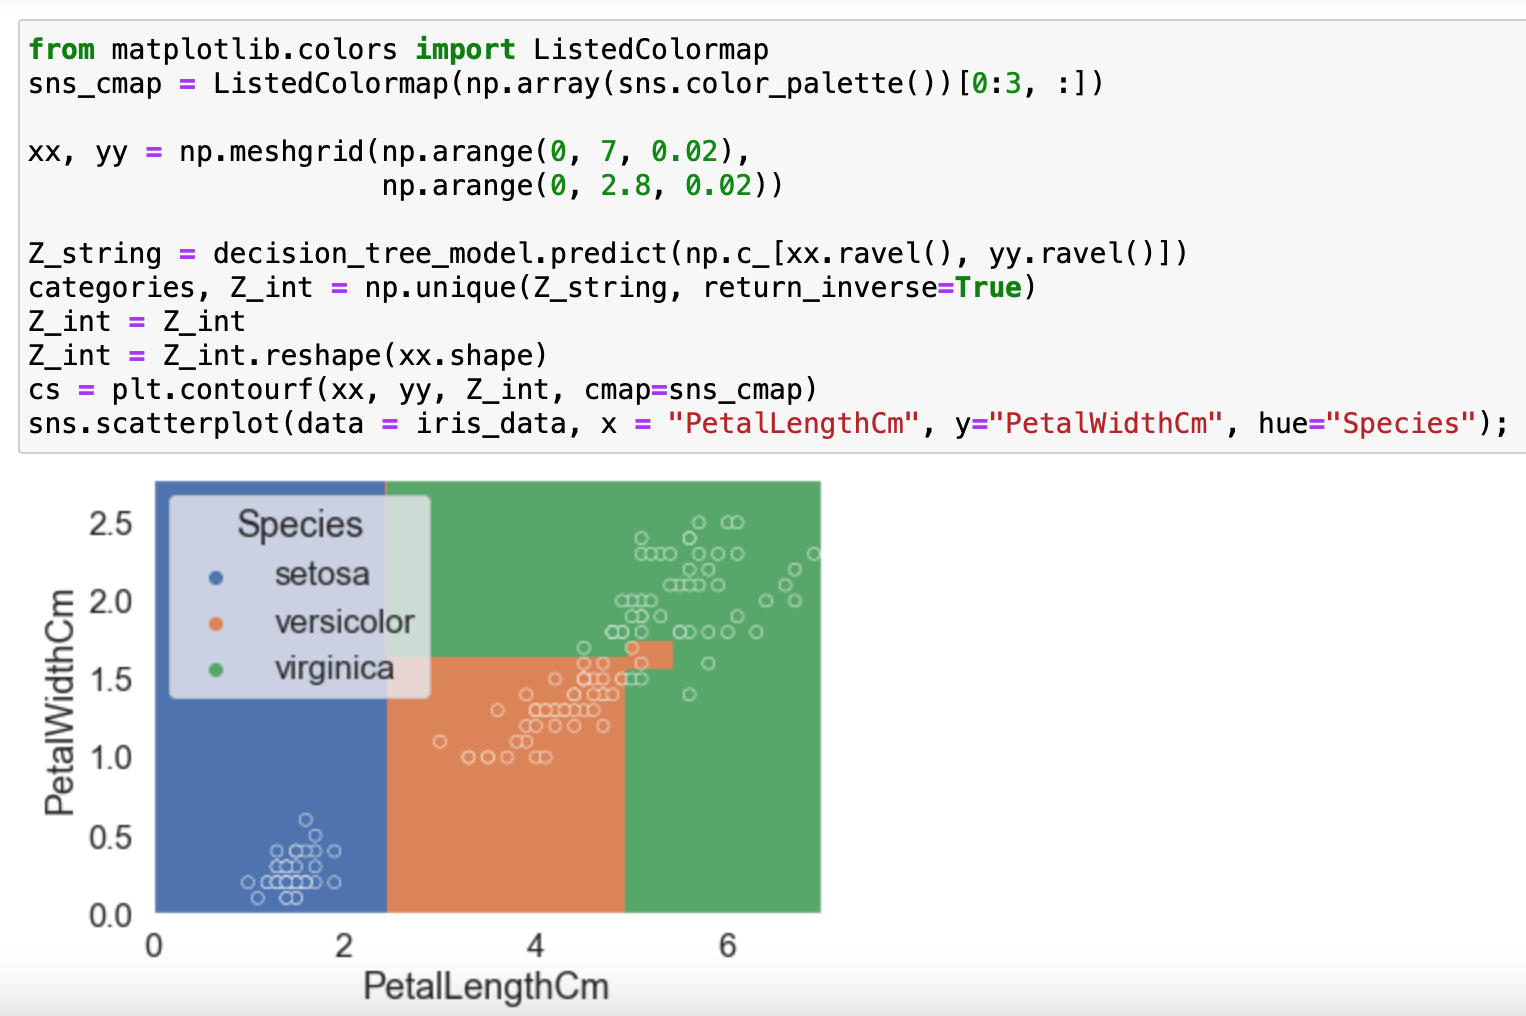 from matplotlib.colors import ListedColormap
sns_cmap = ListedColormap(np.array(sns.color_palette())[0:3, :])
xx, yy = np.meshgrid(np.arange(0, 7, 0.02),
np.arange(0, 2.8, 0.02))
Z_string = decision_tree_model.predict(np.c_[xx.ravel(), yy.ravel()])
categories, Z_int = np.unique(Z_string, return_inverse=True)
Z_int = Z_int
Z_int = Z_int.reshape(xx.shape)
cs = plt.contourf(xx, yy, Z_int, cmap=sns_cmap)
sns.scatterplot(data = iris_data, x = "PetalLengthCm", y="PetalWidthCm", hue="Species");
Species
setosa
versicolor
virginica
PetalWidthCm
2.5
2.0
1.5
1.0
0.5
0.0
0 2 4 6
PetalLengthCm